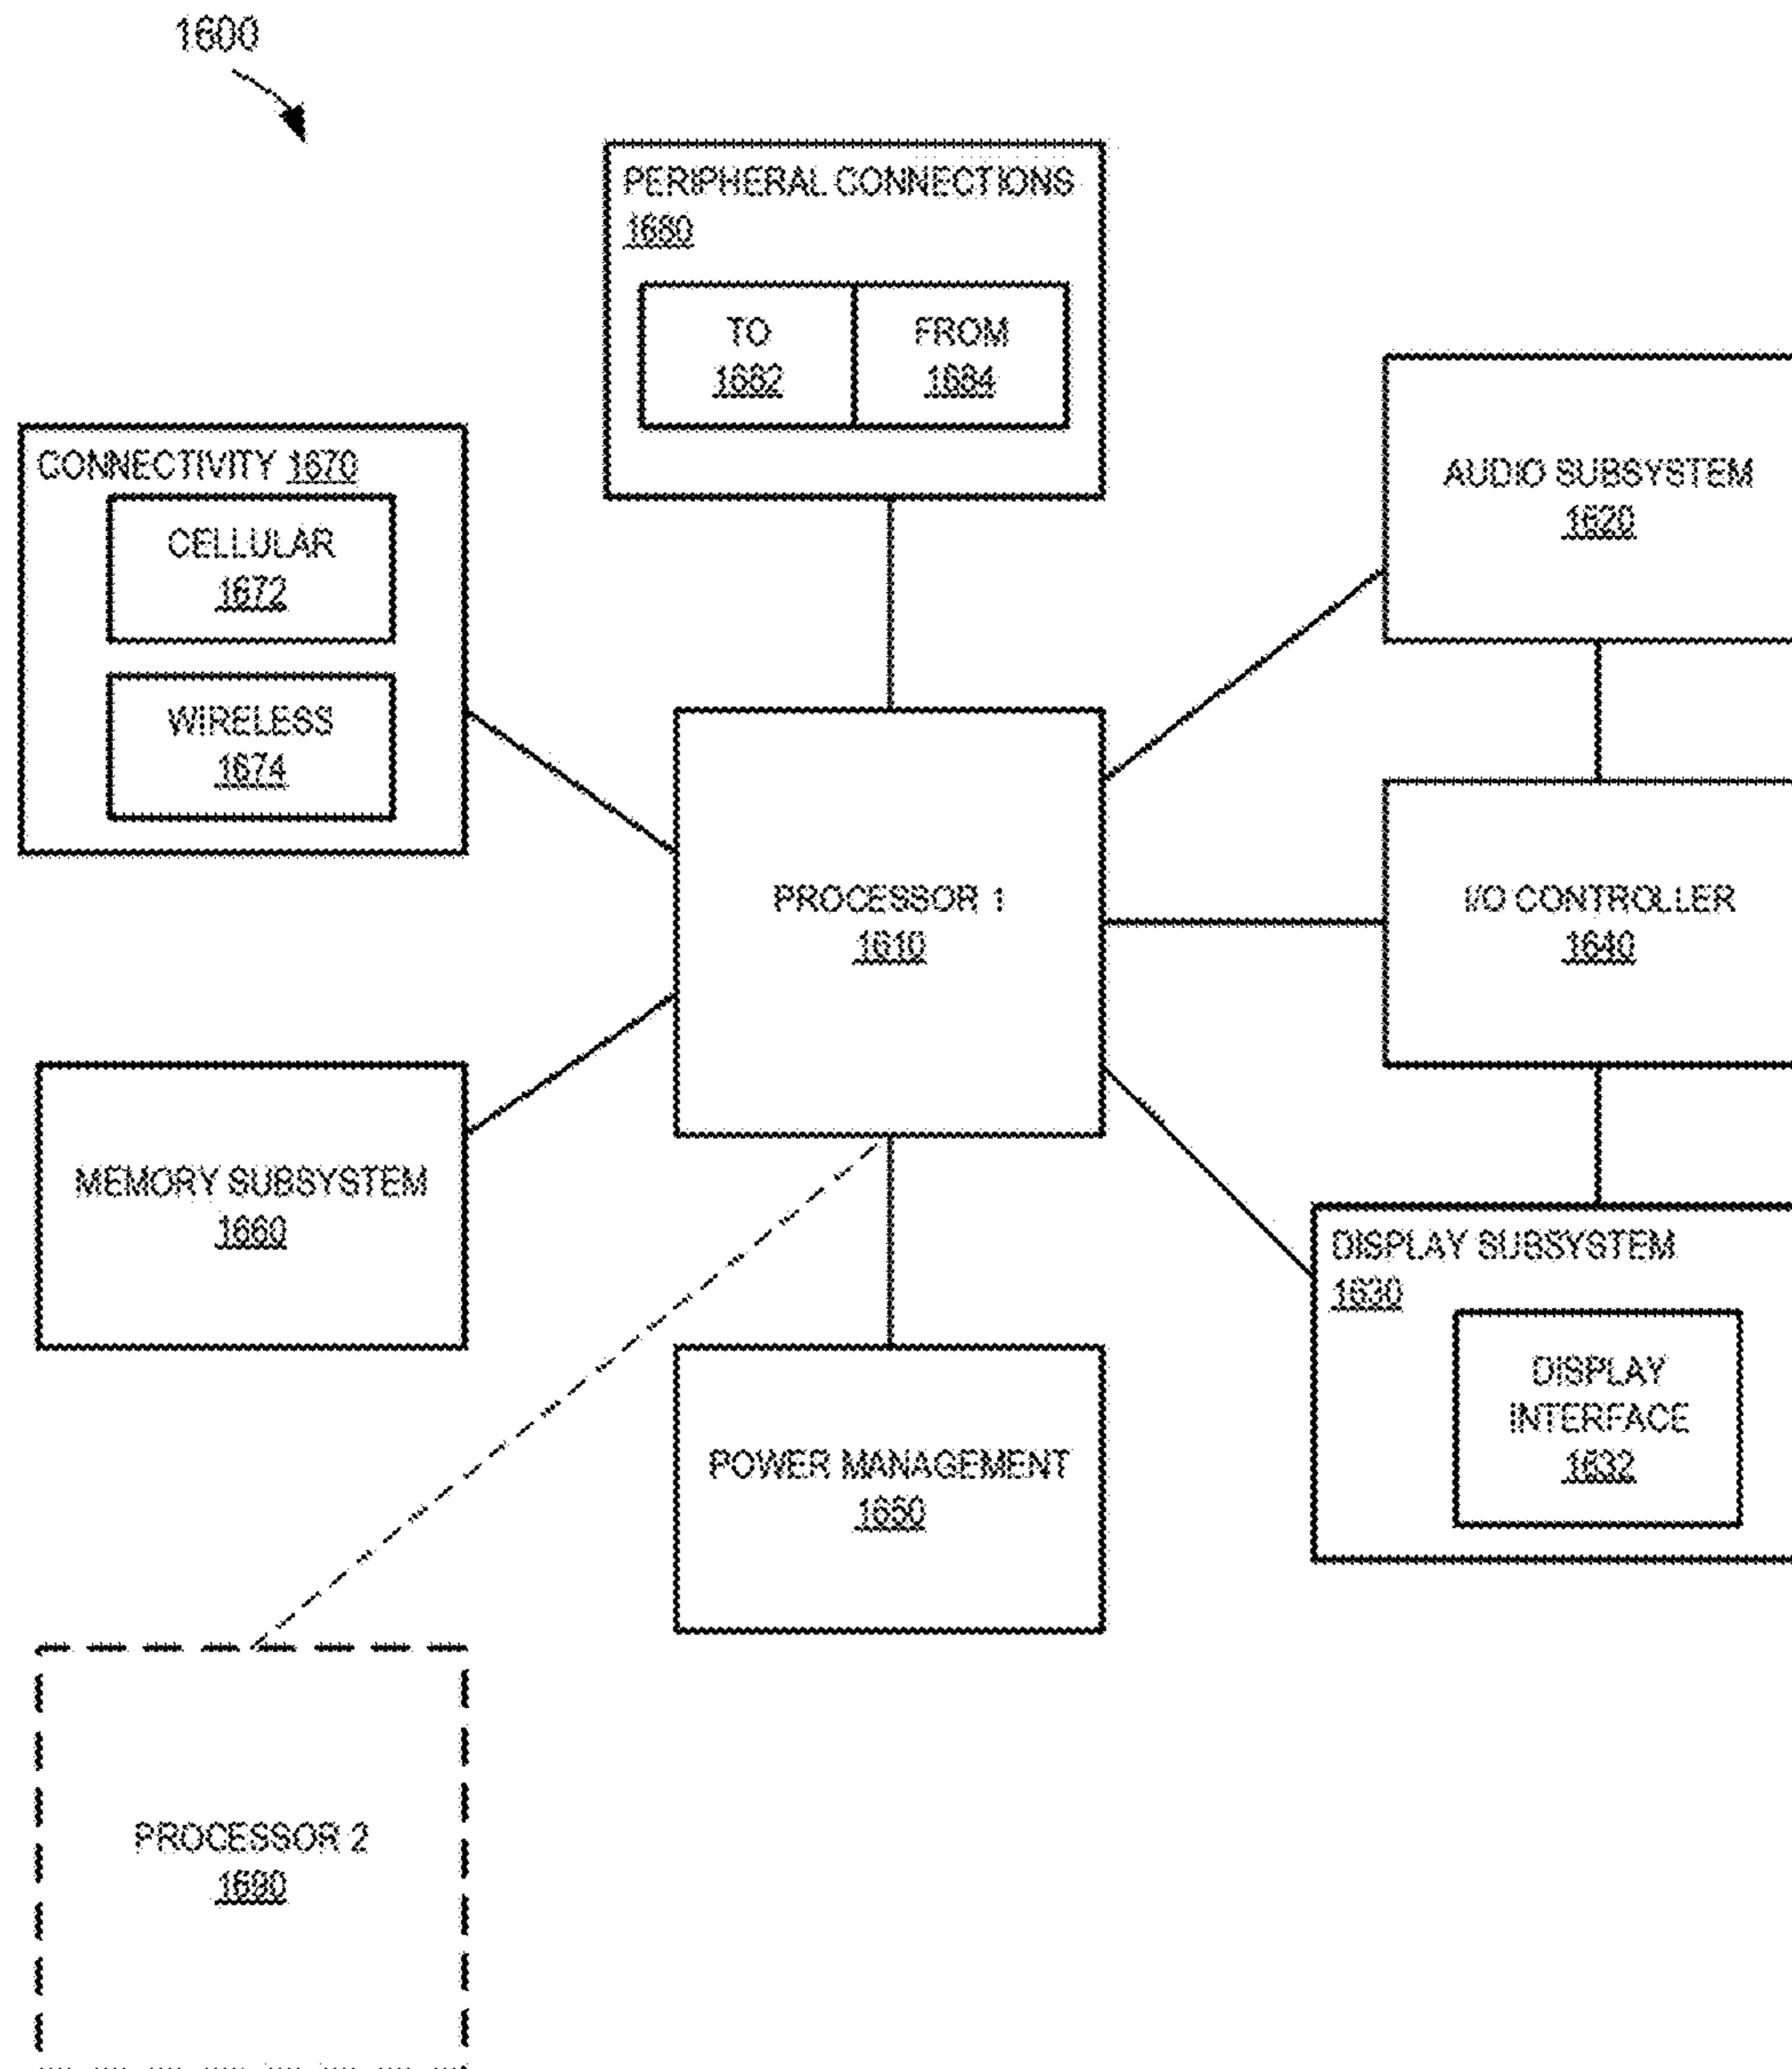 1600
PERIPHERAL CONNECTIONS
1680
TO
1682
FROM
1684
AUDIO SUBSYSTEM
1620
CONNECTIVITY 1670
CELLULAR
1672
WIRELESS
1674
PROCESSOR 1
1610
I/O CONTROLLER
1640
MEMORY SUBSYSTEM
1660
DISPLAY SUBSYSTEM
1630
DISPLAY
INTERFACE
1632
POWER MANAGEMENT
1650
PROCESSOR 2
1690